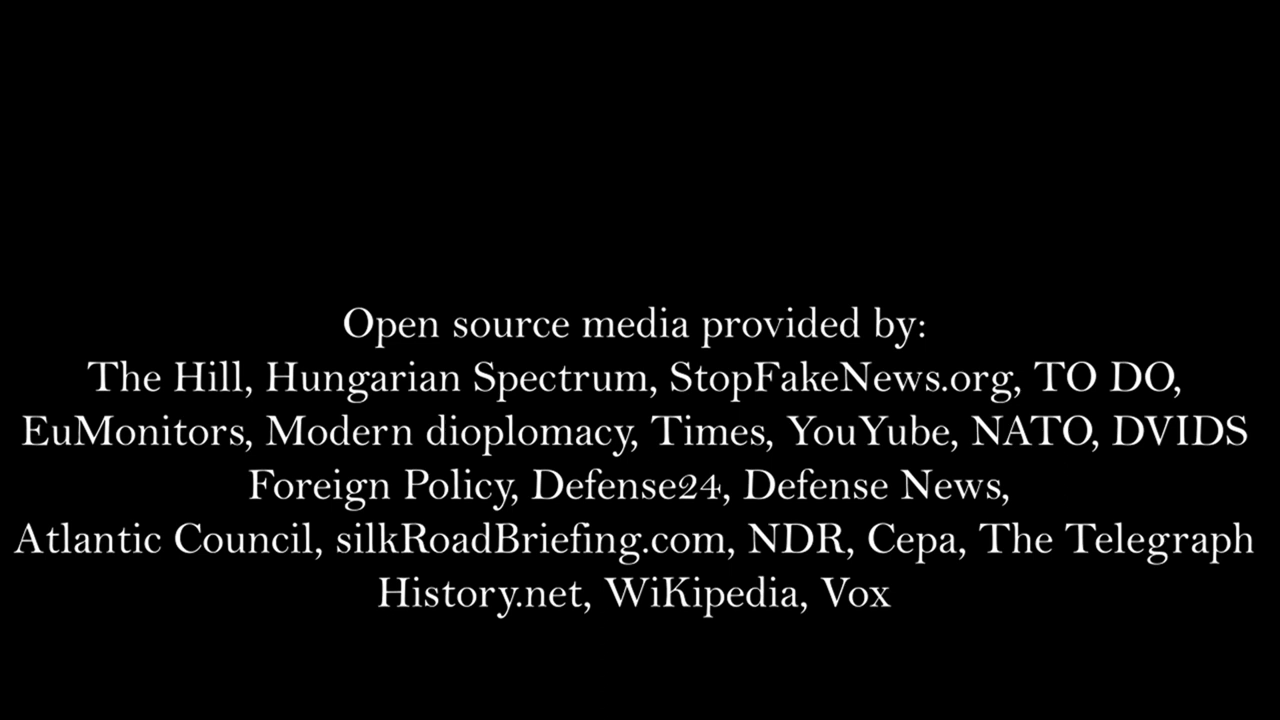 Open source media provided by:
The Hill, Hungarian Spectrum, StopFakeNews.org, TO DO,
EuMonitors, Modern dioplomacy, Times, YouYube, NATO, DVIDS
Foreign Policy, Defense24, Defense News,
Atlantic Council, silkRoadBriefing.com, NDR, Cepa, The Telegraph
History.net, WiKipedia, Vox